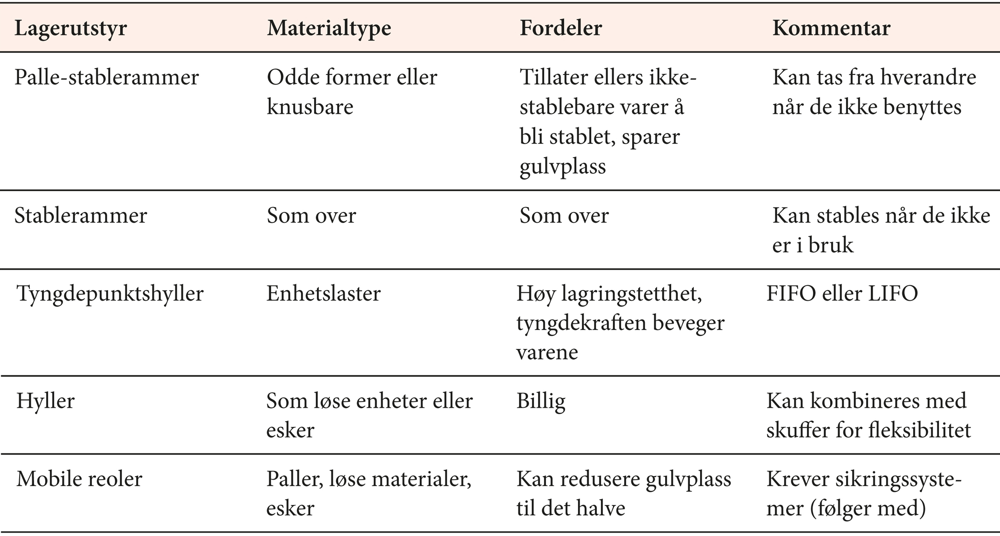 Lagerutstyr Materialtype Fordeler Kommentar
Palle-stablerammer Odde former eller Tillater ellers ikke- Kan tas fra hverandre
knusbare stablebare varer å når de ikke benyttes
bli stablet, sparer
gulvplass
Stablerammer Som over Som over Kan stables når de ikke
er i bruk
Tyngdepunktshyller Enhetslaster Høy lagringstetthet, FIFO eller LIFO
tyngdekraften beveger
varene
Hyller Som løse enheter eller Billig Kan kombineres med
esker skuffer for fleksibilitet
Mobile reoler Paller, løse materialer, Kan redusere gulvplass Krever sikringssyste-
esker til det halve mer (følger med)